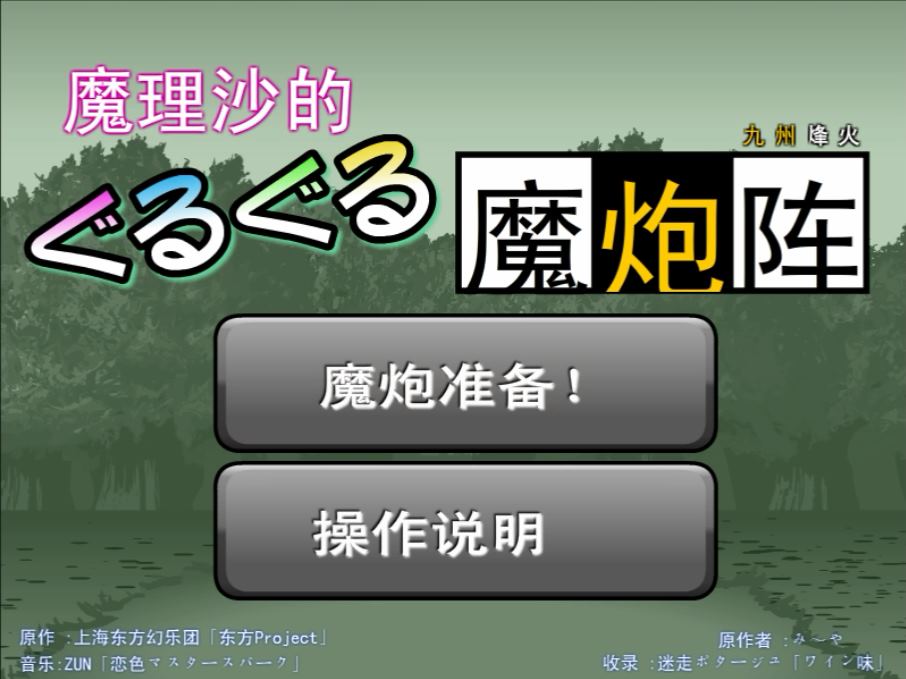 魔理沙的
九州烽火
ぐるぐる
魔炮阵
魔炮准备!
操作说明
原作 :上海东方幻乐团「东方Project」
原作者 :み～や
音乐:ZUN「恋色マスタースパーク」
收录 :迷走ポタージュ「ワイン味」